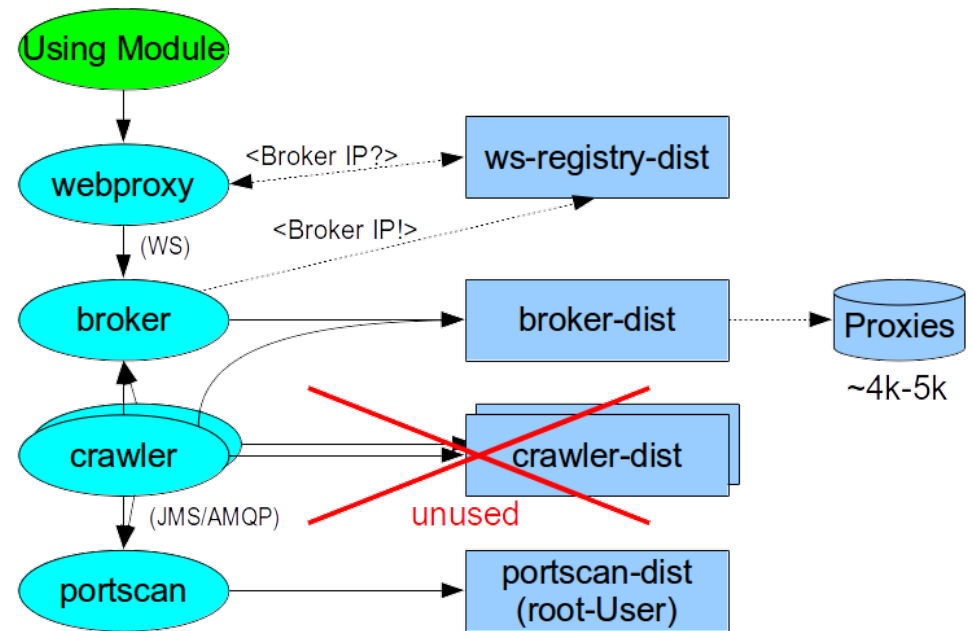 Using Module
<Broker IP?>
ws-registry-dist
webproxy
<Broker IP!>
(WS)
broker
broker-dist
Proxies
~4k-5k
crawler
crawler-dist
(JMS/AMQP)
unused
portscan
portscan-dist
(root-User)